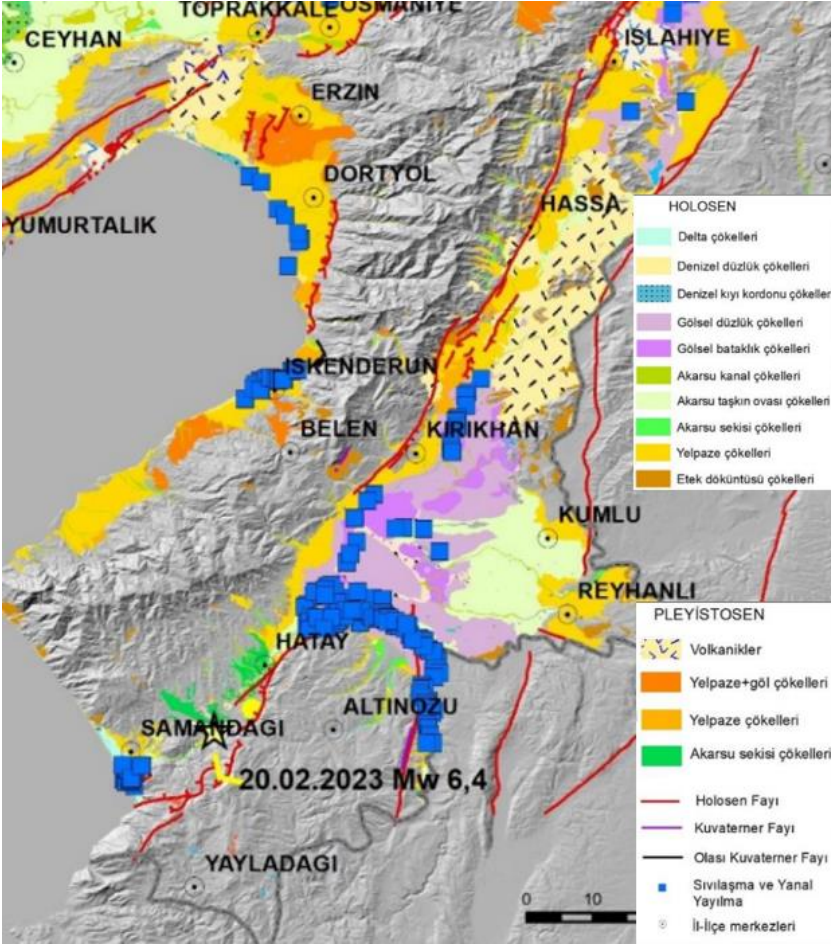 TOPRAKKALE
OSMANIYE
CEYHAN
ISLAHIYE
ERZIN
DORTYOL
YUMURTALIK
HASSA
ISKENDERUN
BELEN
KIRIKHAN
KUMLU
REYHANLI
HATAY
ALTINOZU
SAMANDAGI
20.02.2023 Mw 6,4
YAYLADAGI
0 10
HOLOSEN
Delta çökelleri
Denizel düzlük çökelleri
Denizel kıyı kordonu çökeller
Gölsel düzlük çökelleri
Gölsel bataklık çökelleri
Akarsu kanal çökelleri
Akarsu taşkın ovası çökelleri
Akarsu sekisi çökelleri
Yelpaze çökelleri
Etek döküntüsü çökelleri
PLEYİSTOSEN
Volkanikler
Yelpaze+göl çökelleri
Yelpaze çökelleri
Akarsu sekisi çökelleri
Holosen Fayı
Kuvaterner Fayı
Olası Kuvaterner Fayı
Sıvılaşma ve Yanal
Yayılma
İl-İlçe merkezleri